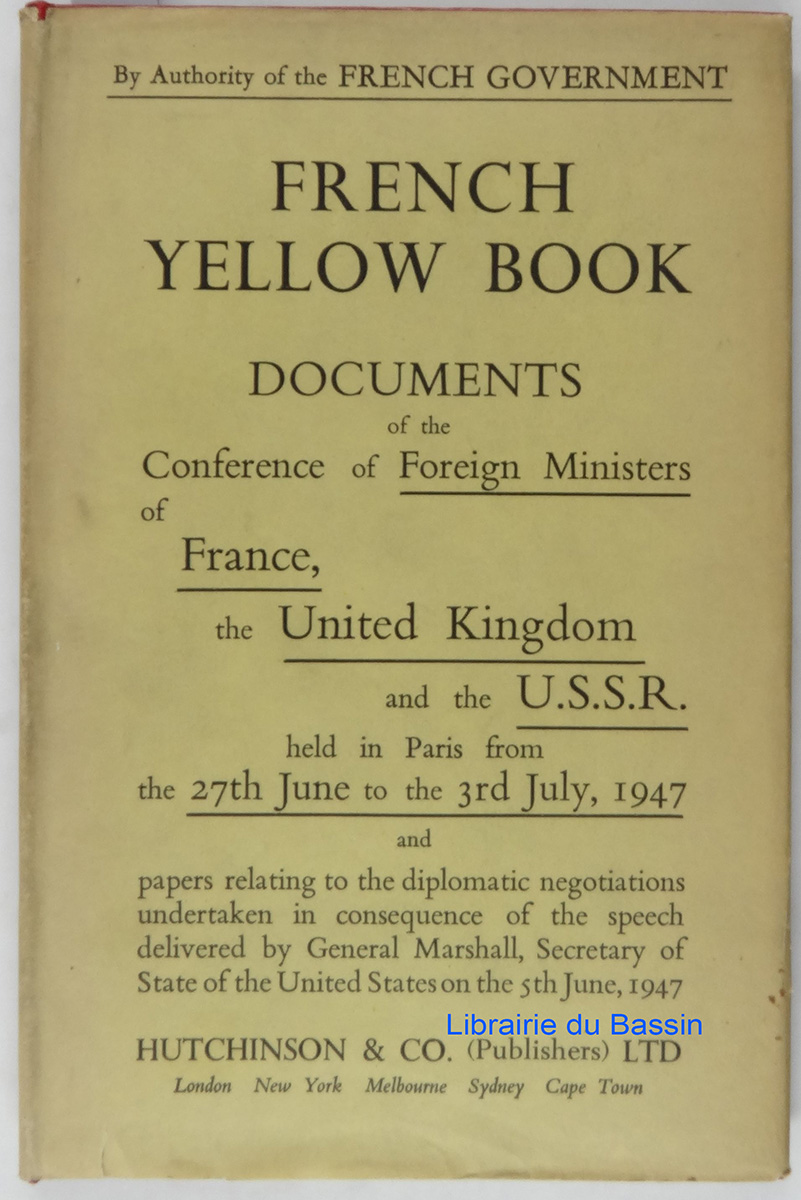 By Authority of the FRENCH GOVERNMENT
FRENCH
YELLOW BOOK
DOCUMENTS
of the
Conference of Foreign Ministers
of
France,
the United Kingdom
and the U.S.S.R.
held in Paris from
the 27th June to the 3rd July, 1947
and
papers relating to the diplomatic negotiations
undertaken in consequence of the speech
delivered by General Marshall, Secretary of
State of the United States on the 5th June, 1947
Librairie du Bassin
HUTCHINSON & CO. (Publishers) LTD
London New York Melbourne Sydney Cape Town